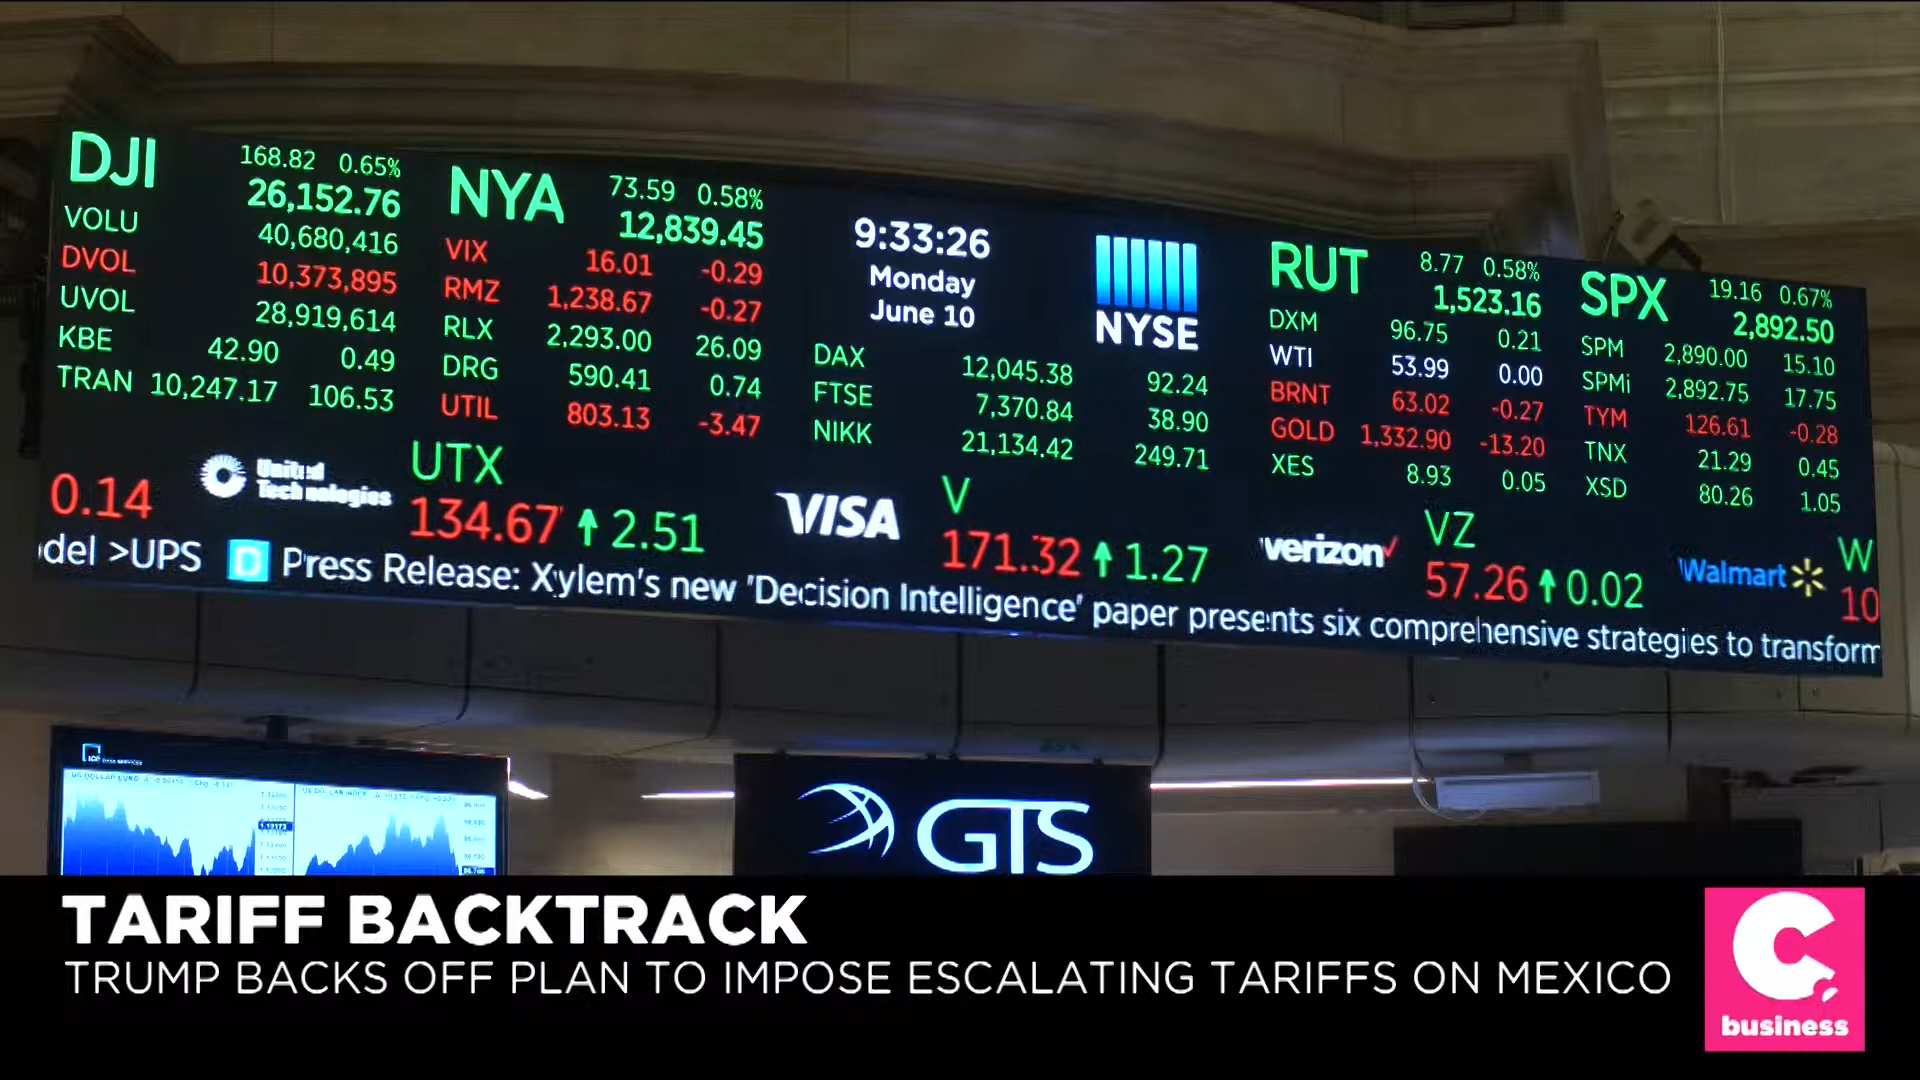 DJI 168.82 0.65%
26,152.76
VOLU 40,680,416
DVOL 10,373,895
UVOL 28,919,614
KBE 42.90 0.49
TRAN 10,247.17 106.53
NYA 73.59 0.58%
12,839.45
VIX 16.01 -0.29
RMZ 1,238.67 -0.27
RLX 2,293.00 26.09
DRG 590.41 0.74
UTIL 803.13 -3.47
9:33:26
Monday
June 10
NYSE
DAX 12,045.38 92.24
FTSE 7,370.84 38.90
NIKK 21,134.42 249.71
RUT 8.77 0.58%
1,523.16
DXM 96.75 0.21
WTI 53.99 0.00
BRNT 63.02 -0.27
GOLD 1,332.90 -13.20
XES 8.93 0.05
SPX 19.16 0.67%
2,892.50
SPM 2,890.00 15.10
SPMi 2,892.75 17.75
TYM 126.61 -0.28
TNX 21.29 0.45
XSD 80.26 1.05
0.14
United
Technologies
UTX
134.67 ↑ 2.51
VISA
V
171.32 ↑ 1.27
verizon
VZ
57.26 ↑ 0.02
Walmart
W
10
del >UPS D Press Release: Xylem's new 'Decision Intelligence' paper presents six comprehensive strategies to transform
GTS
TARIFF BACKTRACK
TRUMP BACKS OFF PLAN TO IMPOSE ESCALATING TARIFFS ON MEXICO
business